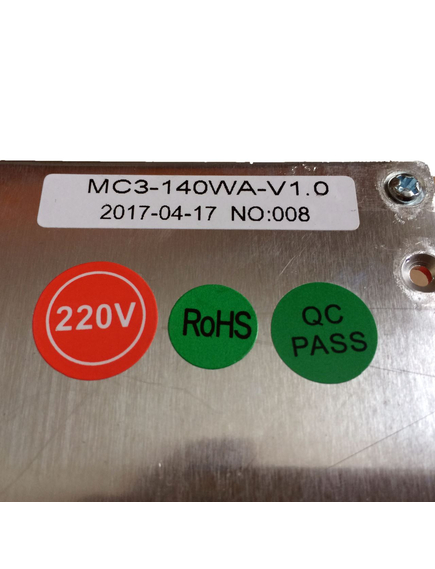 MC3-140WA-V1.0
2017-04-17 NO:008
220V
RoHS
QC
PASS